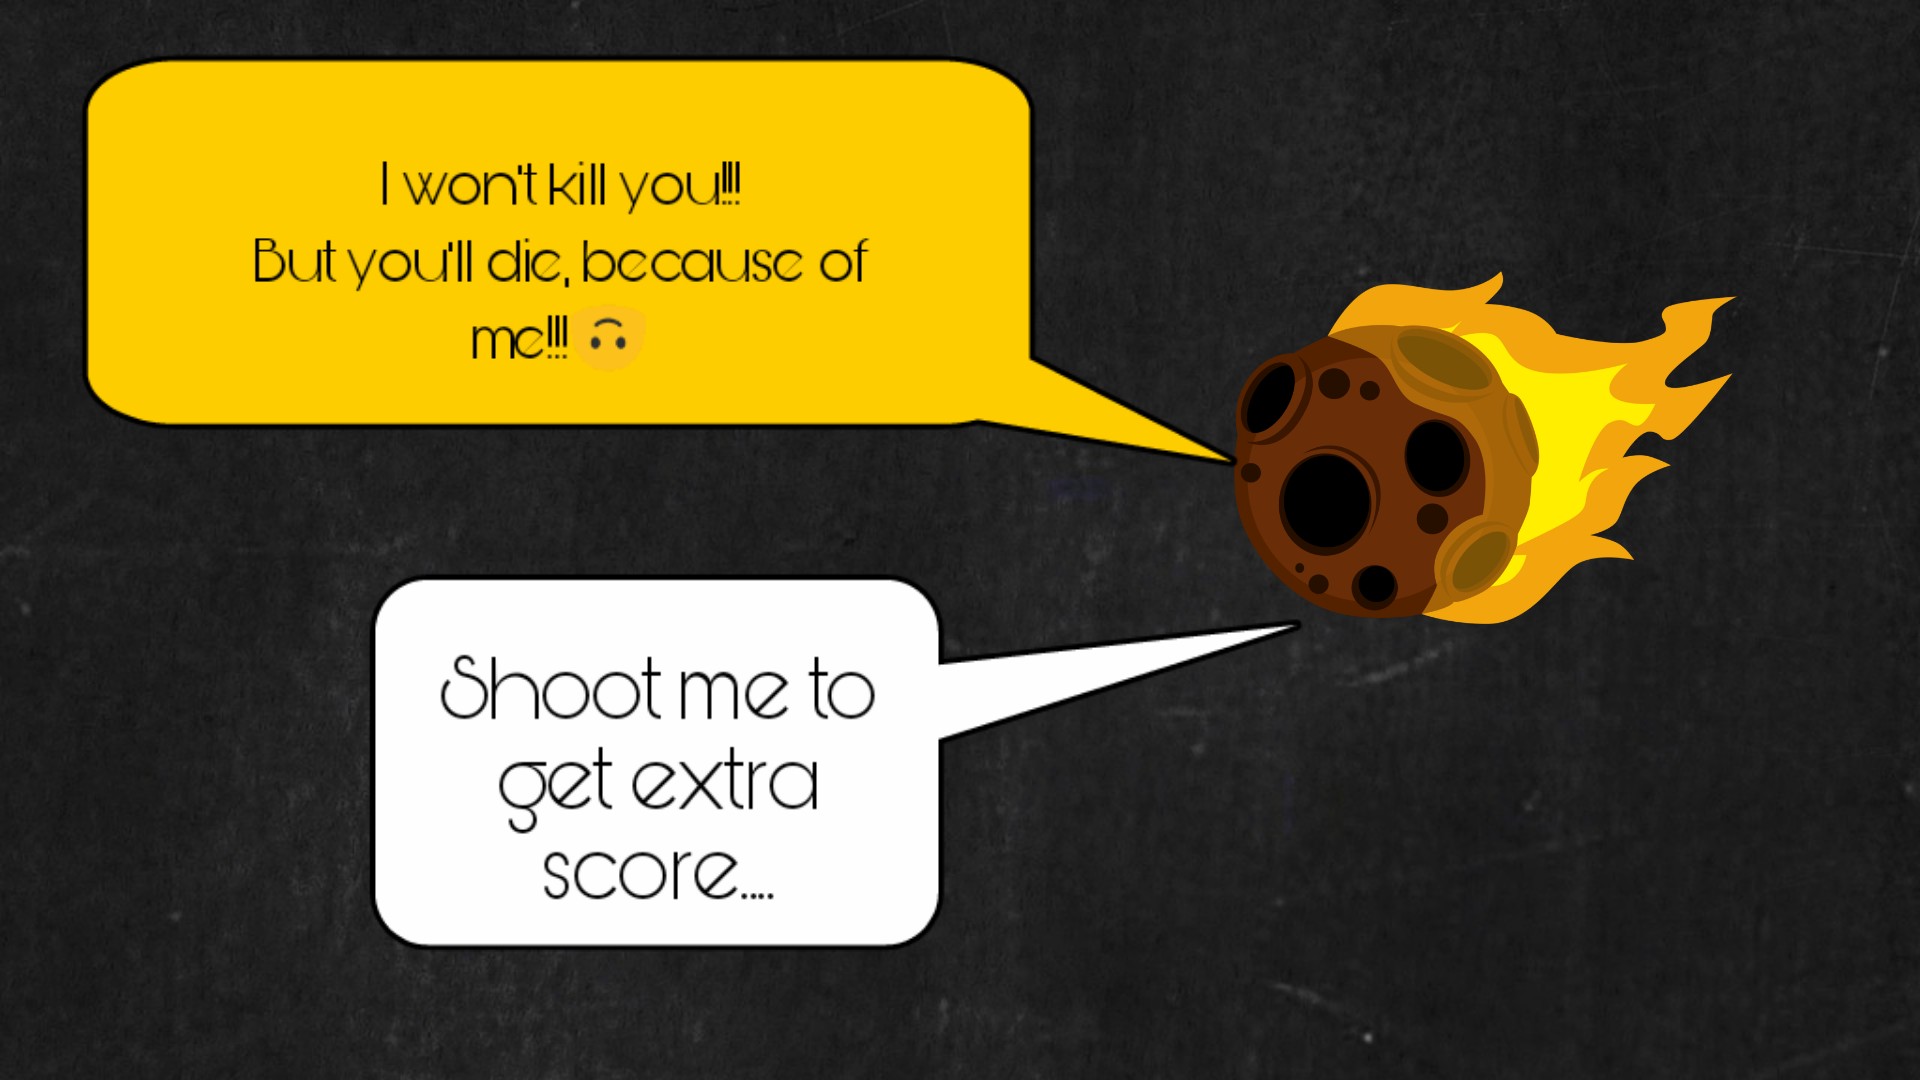 I won't kill you!!!
But you'll die, because of
me!!!🙃
Shoot me to
get extra
score....